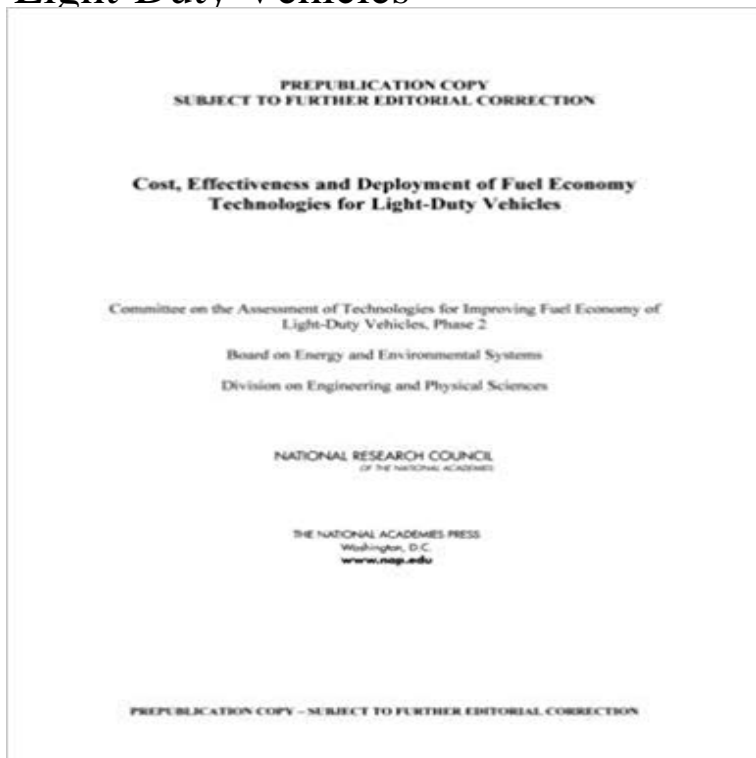 Light-Duty Vehicles
PREPUBLICATION COPY
SUBJECT TO FURTHER EDITORIAL CORRECTION
Cost, Effectiveness and Deployment of Fuel Economy
Technologies for Light-Duty Vehicles
Committee on the Assessment of Technologies for Improving Fuel Economy of
Light-Duty Vehicles, Phase 2
Board on Energy and Environmental Systems
Division on Engineering and Physical Sciences
NATIONAL RESEARCH COUNCIL
OF THE NATIONAL ACADEMIES
THE NATIONAL ACADEMIES PRESS
Washington, D.C.
www.nap.edu
PREPUBLICATION COPY – SUBJECT TO FURTHER EDITORIAL CORRECTION